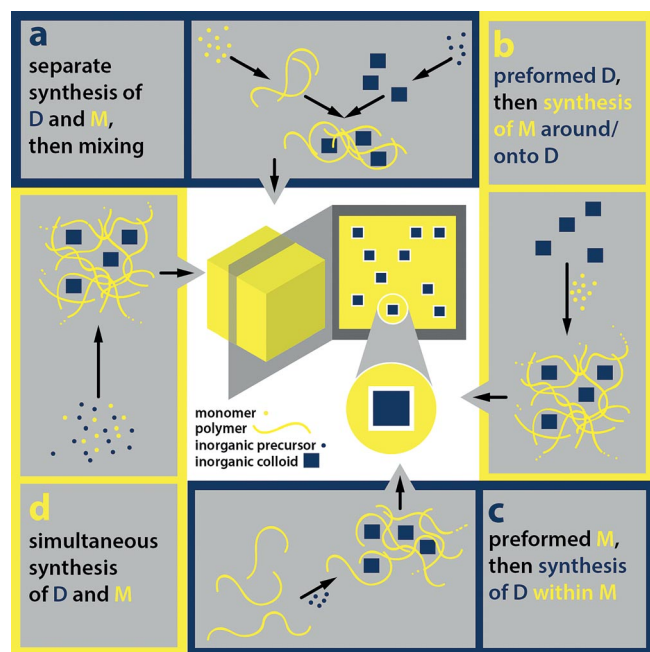 a
separate
synthesis of
D and M,
then mixing
b
preformed D,
then synthesis
of M around/
onto D
monomer
polymer
inorganic precursor
inorganic colloid
d
simultaneous
synthesis
of D and M
c
preformed M,
then synthesis
of D within M